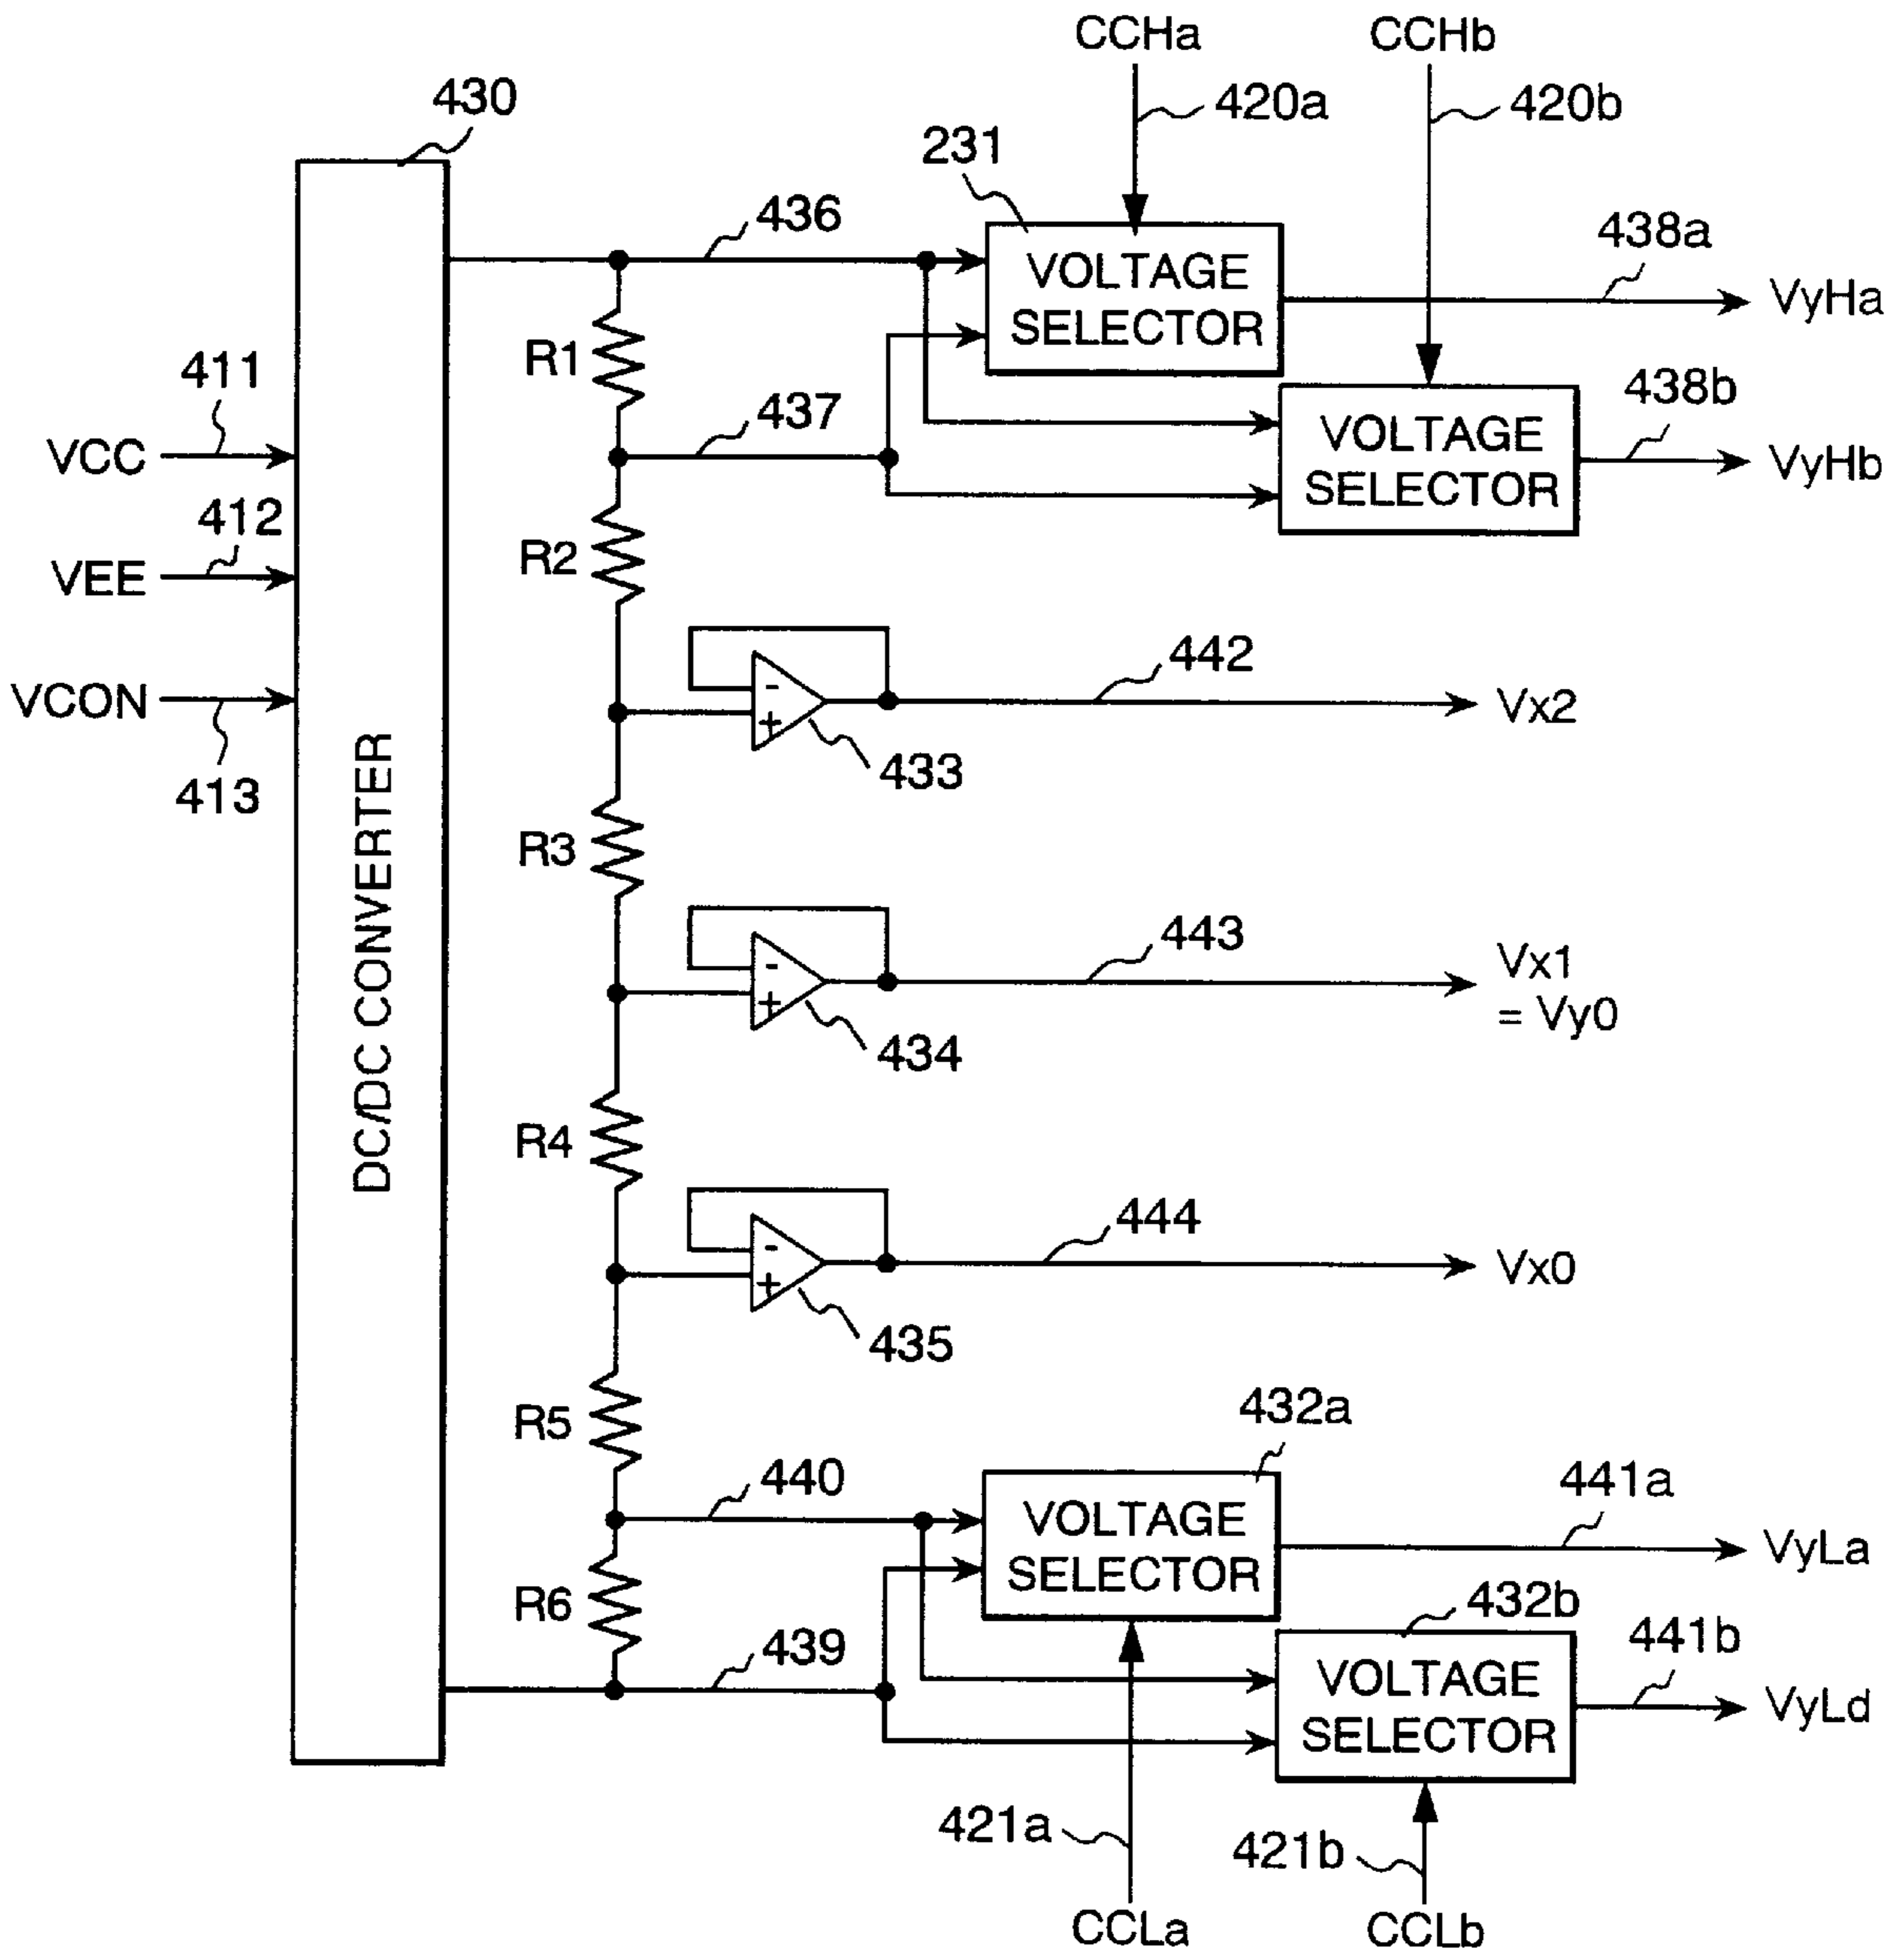 CCHa
CCHb
430
420a
420b
231
436
438a
VOLTAGE
SELECTOR
VyHa
R1
411
437
438b
VCC
VOLTAGE
SELECTOR
VyHb
412
R2
VEE
442
-
+
Vx2
VCON
433
413
DC/DC CONVERTER
R3
443
-
+
Vx1
= Vy0
434
R4
444
-
+
Vx0
435
432a
R5
440
441a
VOLTAGE
SELECTOR
VyLa
R6
432b
439
441b
VOLTAGE
SELECTOR
VyLd
421a
421b
CCLa
CCLb